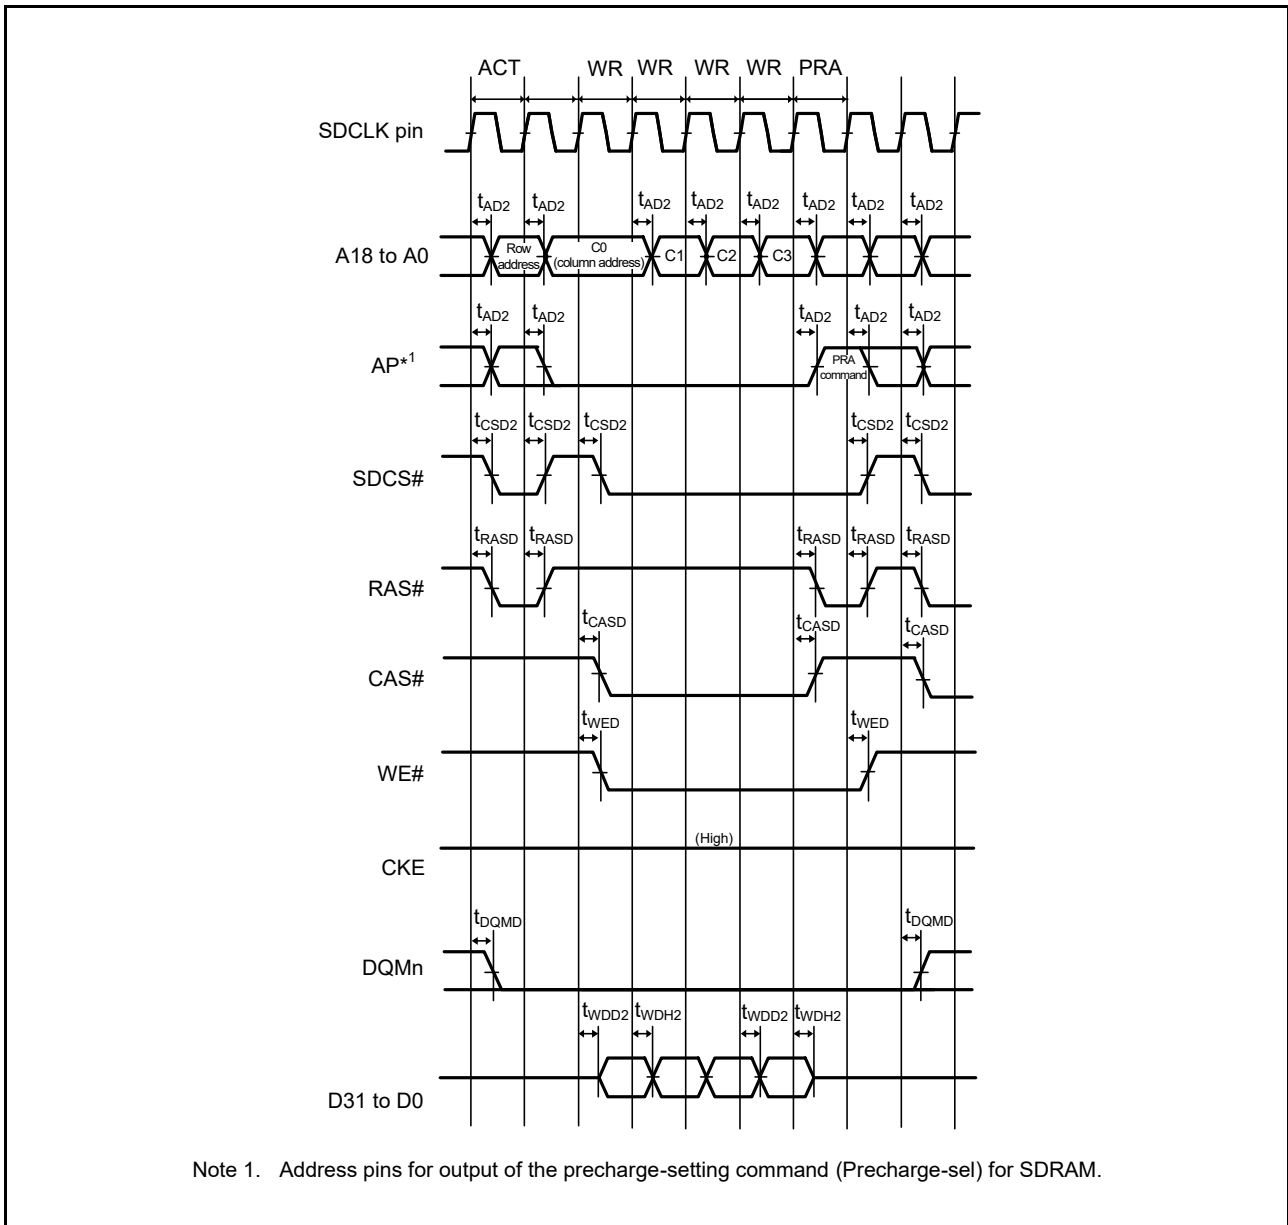 ACT WR WR WR WR PRA
SDCLK pin
tAD2 tAD2 tAD2 tAD2 tAD2 tAD2 tAD2 tAD2
A18 to A0
Row
address
C0
(column address)
C1 C2 C3
tAD2 tAD2 tAD2 tAD2 tAD2
AP*1
PRA
command
tCSD2 tCSD2 tCSD2 tCSD2 tCSD2
SDCS#
tRASD tRASD tRASD tRASD tRASD
RAS#
tCASD tCASD tCASD
CAS#
tWED tWED
WE#
(High)
CKE
tDQMD tDQMD
DQMn
tWDD2 tWDH2 tWDD2 tWDH2
D31 to D0
Note 1. Address pins for output of the precharge-setting command (Precharge-sel) for SDRAM.